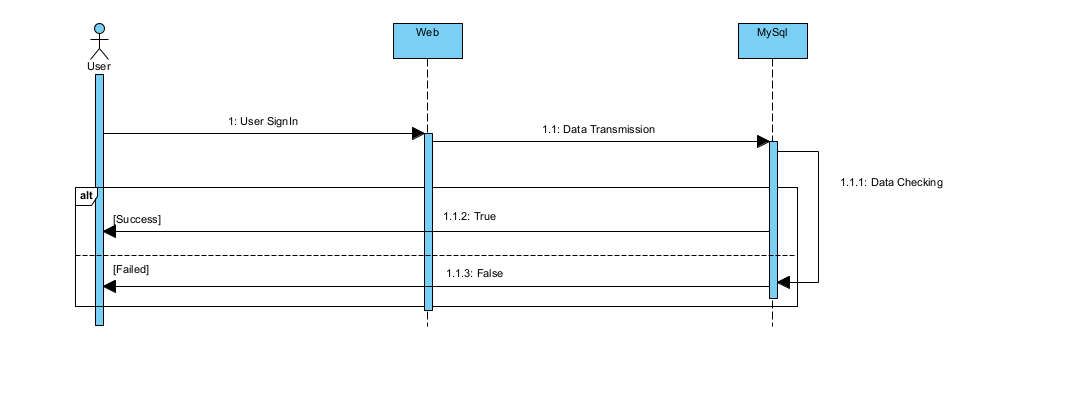 User
Web
MySql
1: User SignIn
1.1: Data Transmission
1.1.1: Data Checking
alt
[Success]
1.1.2: True
[Failed]
1.1.3: False